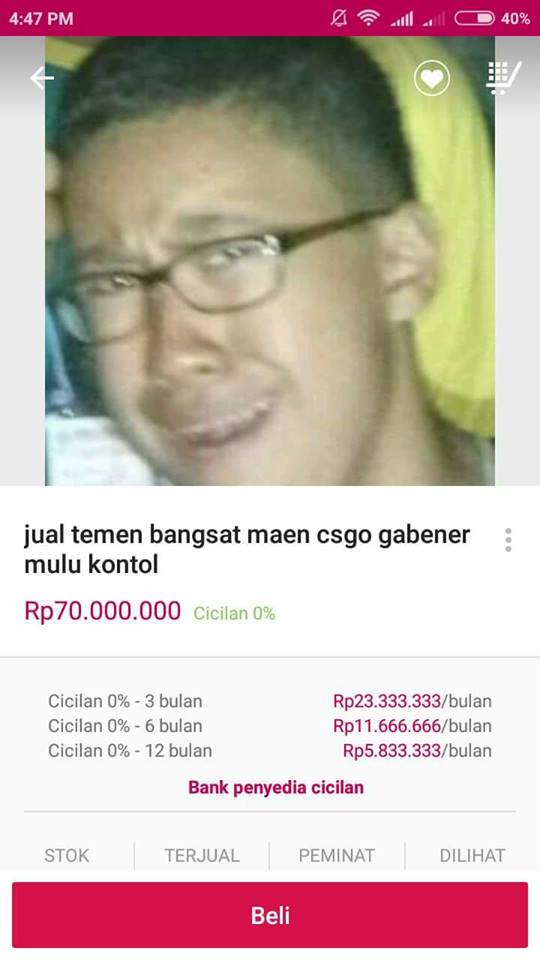 4:47 PM
40%
jual temen bangsat maen csgo gabener
mulu kontol
Rp70.000.000 Cicilan 0%
Cicilan 0% - 3 bulan Rp23.333.333/bulan
Cicilan 0% - 6 bulan Rp11.666.666/bulan
Cicilan 0% - 12 bulan Rp5.833.333/bulan
Bank penyedia cicilan
STOK TERJUAL PEMINAT DILIHAT
Beli